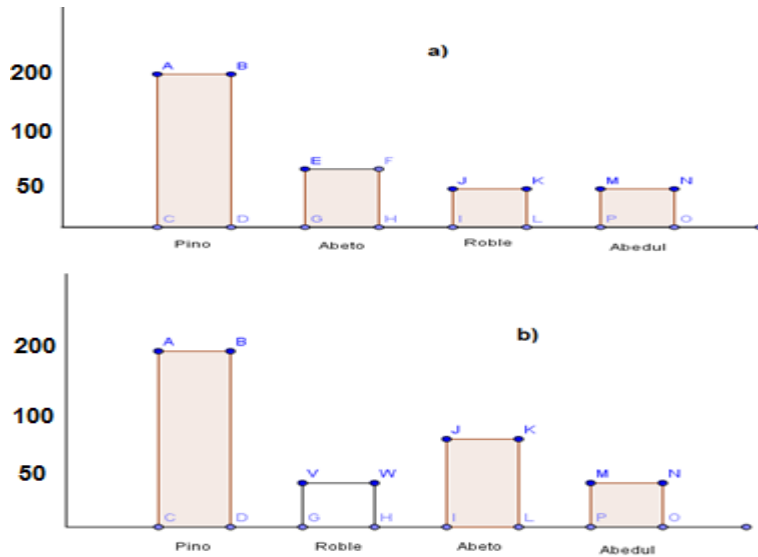 a)
200
A B
100
E F
50
J K M N
C D G H I L P O
Pino Abeto Roble Abedul
b)
200
A B
100
J K
50
V W M N
C D G H I L P O
Pino Roble Abeto Abedul